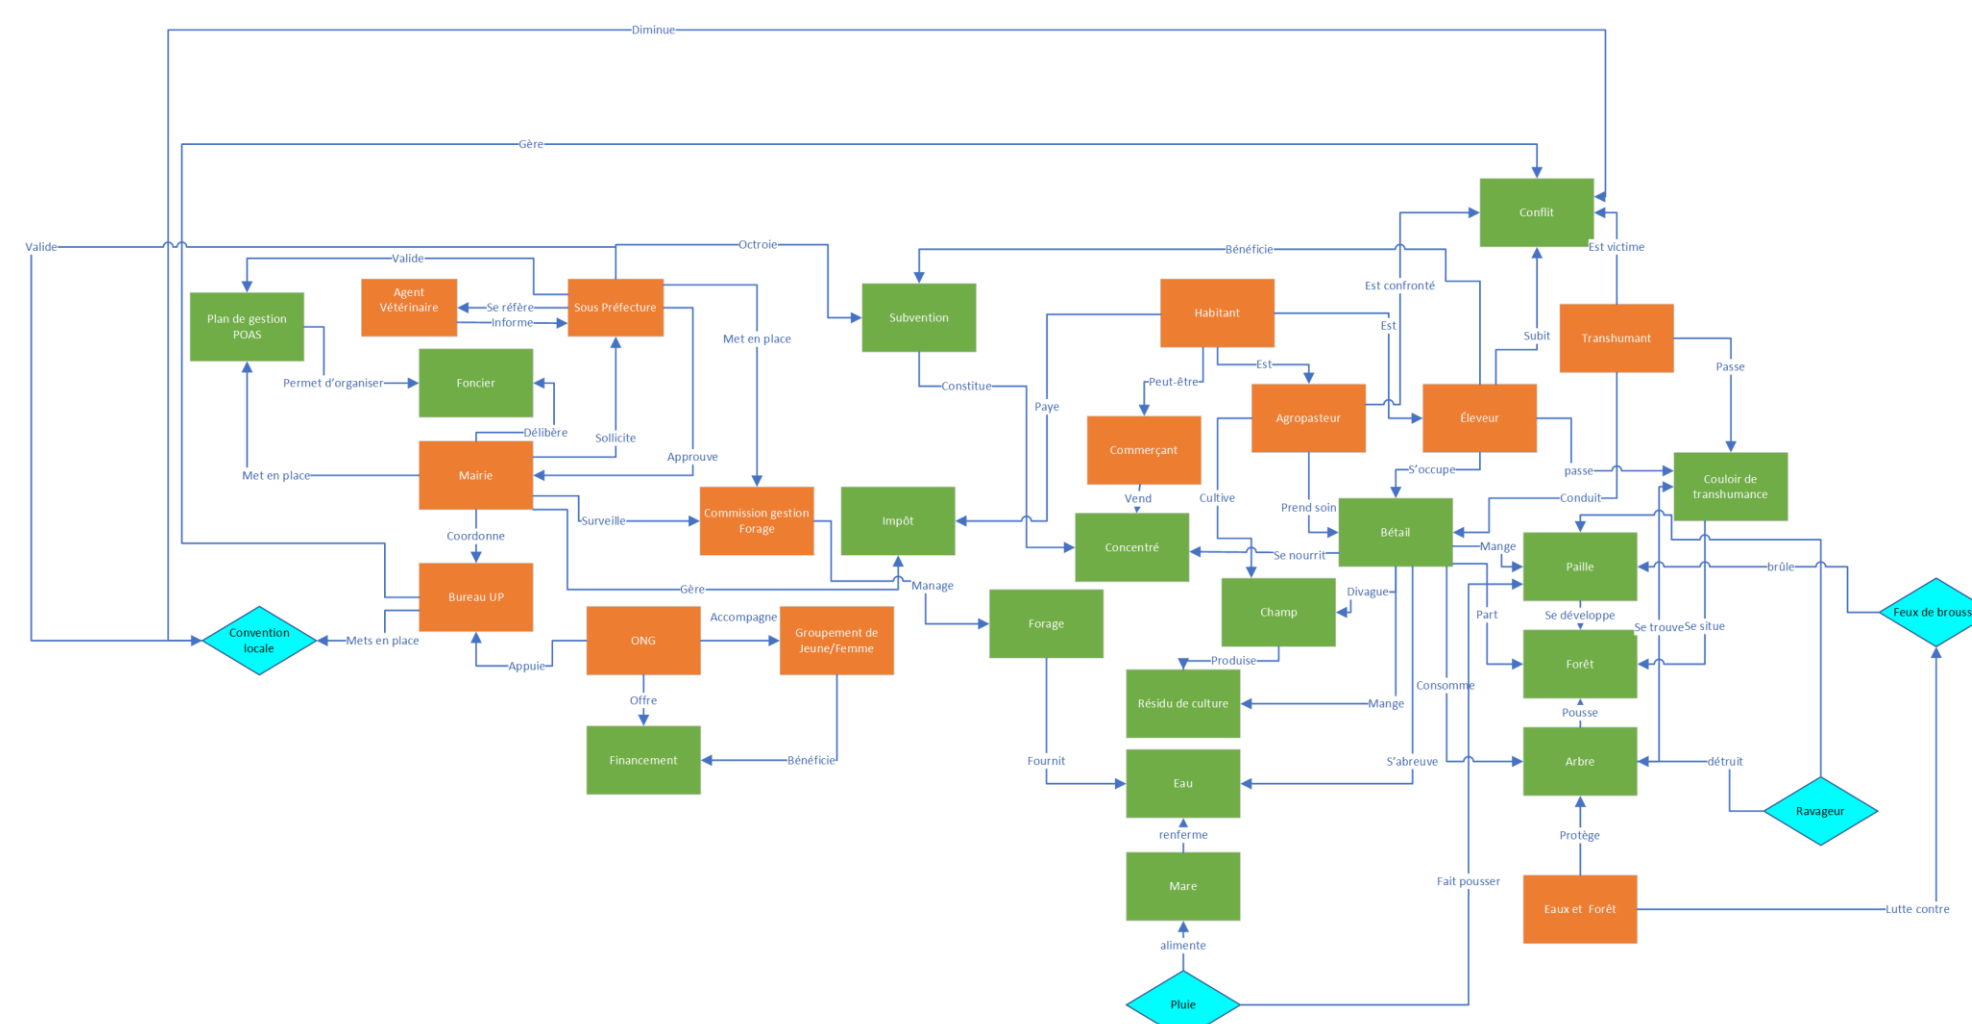 Diminue
Gère
Conflit
Valide
Octroie
Est victime
Bénéficie
Valide
Est confronté
Agent
Vétérinaire
Se réfère
Informe
Sous Préfecture
Plan de gestion
POAS
Subvention
Habitant
Est
Subit
Transhumant
Met en place
Passe
Permet d'organiser
Foncier
Constitue
Peut-être
Est
Paye
Agropasteur
Éleveur
Commerçant
Délibère
Sollicite
Approuve
Met en place
Mairie
S'occupe
passe
Couloir de
transhumance
Vend
Cultive
Conduit
Prend soin
Surveille
Commission gestion
Forage
Impôt
Coordonne
Concentré
Se nourrit
Bétail
Mange
Paille
brûle
Gère
Manage
Bureau UP
Divague
Champ
Part
Se développe
Se trouve
Se situe
Feux de brouss
Convention
locale
Mets en place
Accompagne
ONG
Groupement de
Jeune/Femme
Forage
Appuie
Produise
Forêt
Consomme
Offre
Résidu de culture
Mange
Pousse
Financement
Bénéficie
Fournit
Eau
S'abreuve
Arbre
détruit
Ravageur
renferme
Protège
Mare
Fait pousser
Eaux et Forêt
Lutte contre
alimente
Pluie